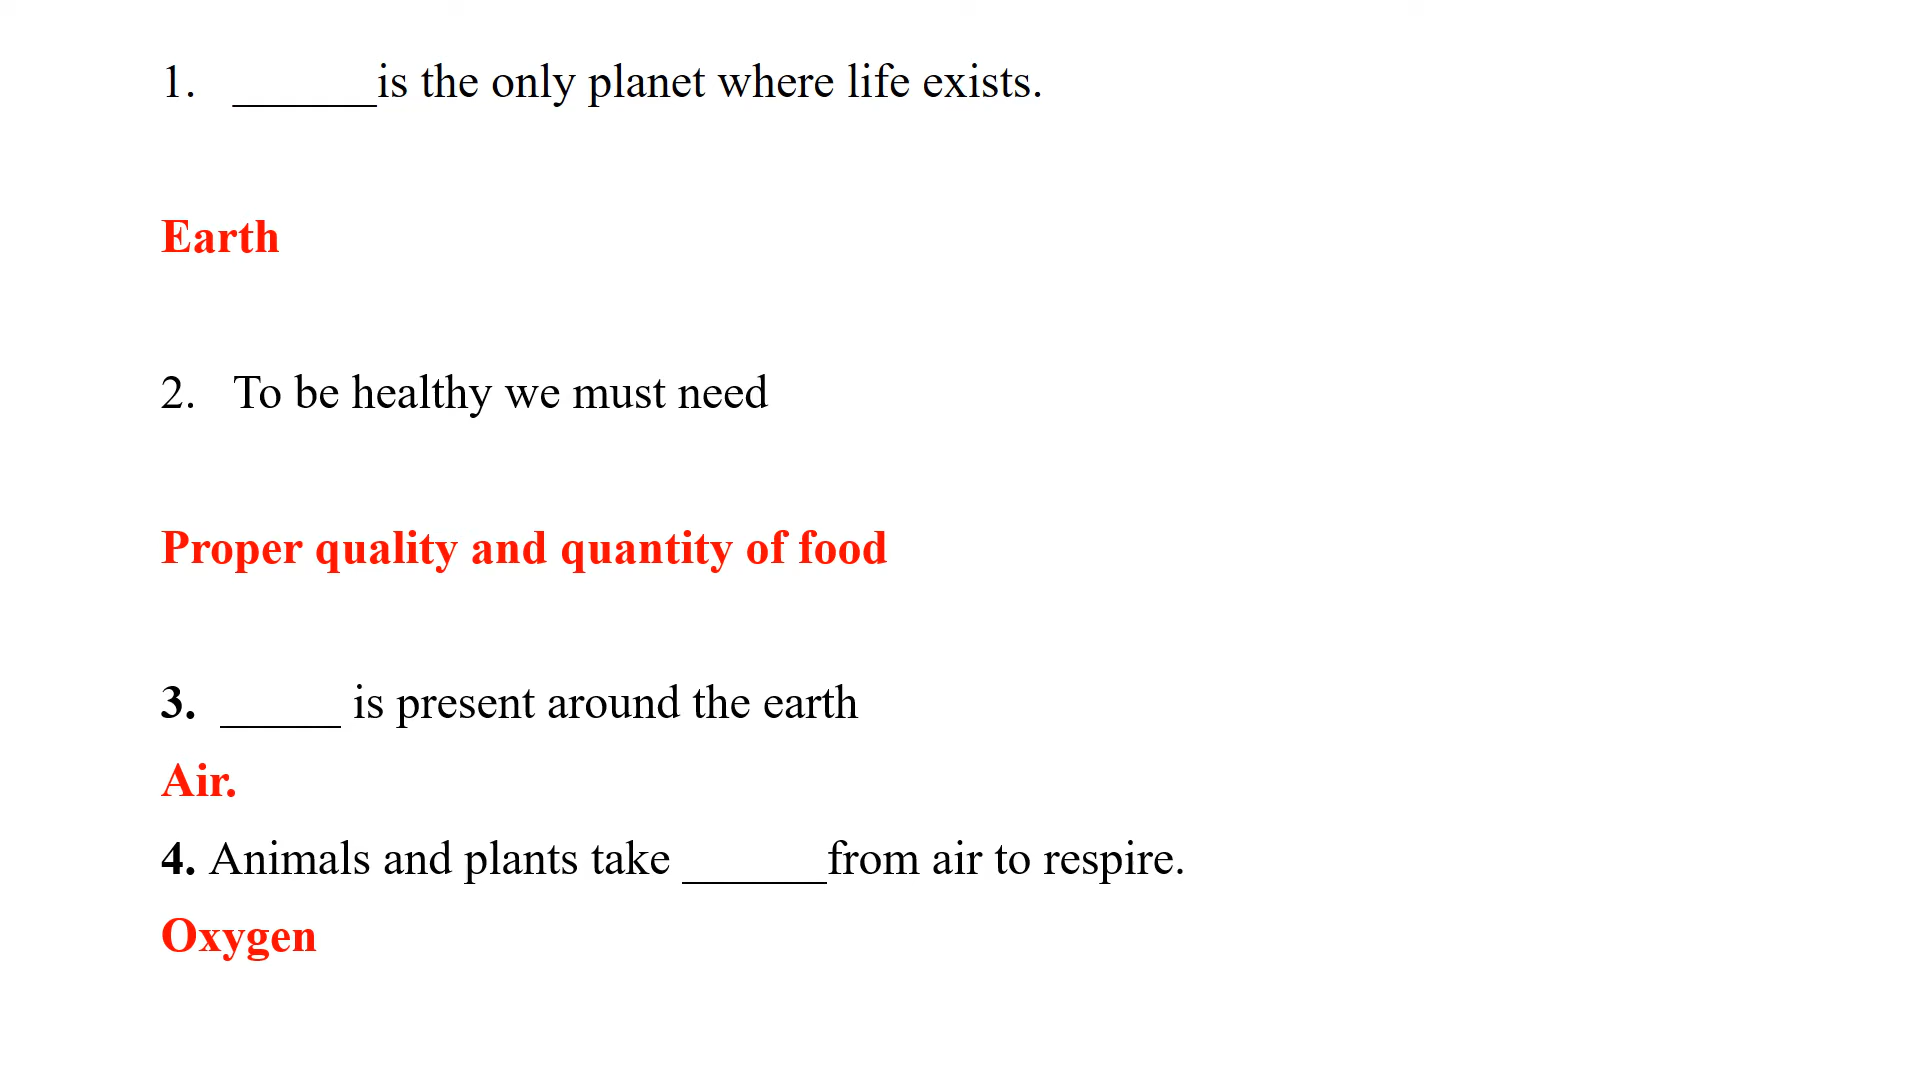 1. ______is the only planet where life exists.
Earth
2. To be healthy we must need
Proper quality and quantity of food
3. _____ is present around the earth
Air.
4. Animals and plants take ______from air to respire.
Oxygen